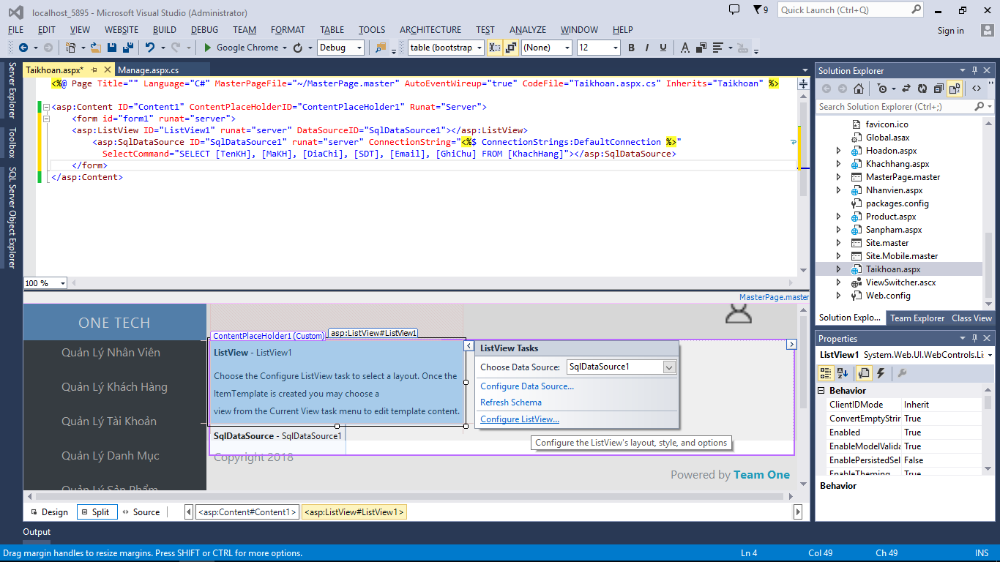 localhost_5895 - Microsoft Visual Studio (Administrator)
9
Quick Launch (Ctrl+Q)
FILE EDIT VIEW WEBSITE BUILD DEBUG TEAM FORMAT TABLE TOOLS ARCHITECTURE TEST ANALYZE WINDOW HELP
Sign in
Google Chrome Debug table (bootstrap (None) 12 B I U A
Server Explorer
Toolbox
SQL Server Object Explorer
Taikhoan.aspx* Manage.aspx.cs
<%@ Page Title="" Language="C#" MasterPageFile="~/MasterPage.master" AutoEventWireup="true" CodeFile="Taikhoan.aspx.cs" Inherits="Taikhoan" %>
<asp:Content ID="Content1" ContentPlaceHolderID="ContentPlaceHolder1" Runat="Server">
<form id="form1" runat="server">
<asp:ListView ID="ListView1" runat="server" DataSourceID="SqlDataSource1"></asp:ListView>
<asp:SqlDataSource ID="SqlDataSource1" runat="server" ConnectionString="<%$ ConnectionStrings:DefaultConnection %>"
SelectCommand="SELECT [TenKH], [MaKH], [DiaChi], [SDT], [Email], [GhiChu] FROM [KhachHang]"></asp:SqlDataSource>
</form>
</asp:Content>
100 %
MasterPage.master
ONE TECH
Quản Lý Nhân Viên
Quản Lý Khách Hàng
Quản Lý Tài Khoản
Quản Lý Danh Mục
Quản Lý Sản Phẩm
ContentPlaceHolder1 (Custom)
asp:ListView#ListView1
ListView - ListView1
Choose the Configure ListView task to select a layout. Once the
ItemTemplate is created you may choose a
view from the Current View task menu to edit template content.
SqlDataSource - SqlDataSource1
Copyright 2018
Powered by Team One
ListView Tasks
Choose Data Source: SqlDataSource1
Configure Data Source...
Refresh Schema
Configure ListView...
Configure the ListView's layout, style, and options
Design Split Source <asp:Content#Content1> <asp:ListView#ListView1>
Output
Drag margin handles to resize margins. Press SHIFT or CTRL for more options.
Ln 4 Col 49 Ch 49 INS
Solution Explorer
Search Solution Explorer (Ctrl+;)
favicon.ico
Global.asax
Hoadon.aspx
Khachhang.aspx
MasterPage.master
Nhanvien.aspx
packages.config
Product.aspx
Sanpham.aspx
Site.master
Site.Mobile.master
Taikhoan.aspx
ViewSwitcher.ascx
Web.config
Solution Explo... Team Explorer Class View
Properties
ListView1 System.Web.UI.WebControls.Li
Behavior
ClientIDMode Inherit
ConvertEmptyStrir True
Enabled True
EnableModelValida True
EnablePersistedSel False
EnableTheming True
Behavior